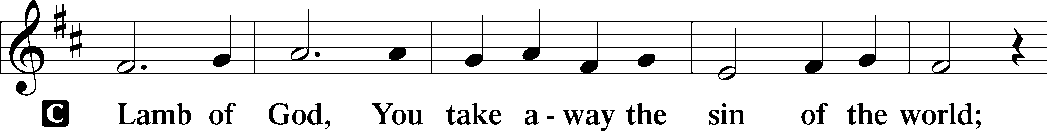 C Lamb of God, You take a - way the sin of the world;